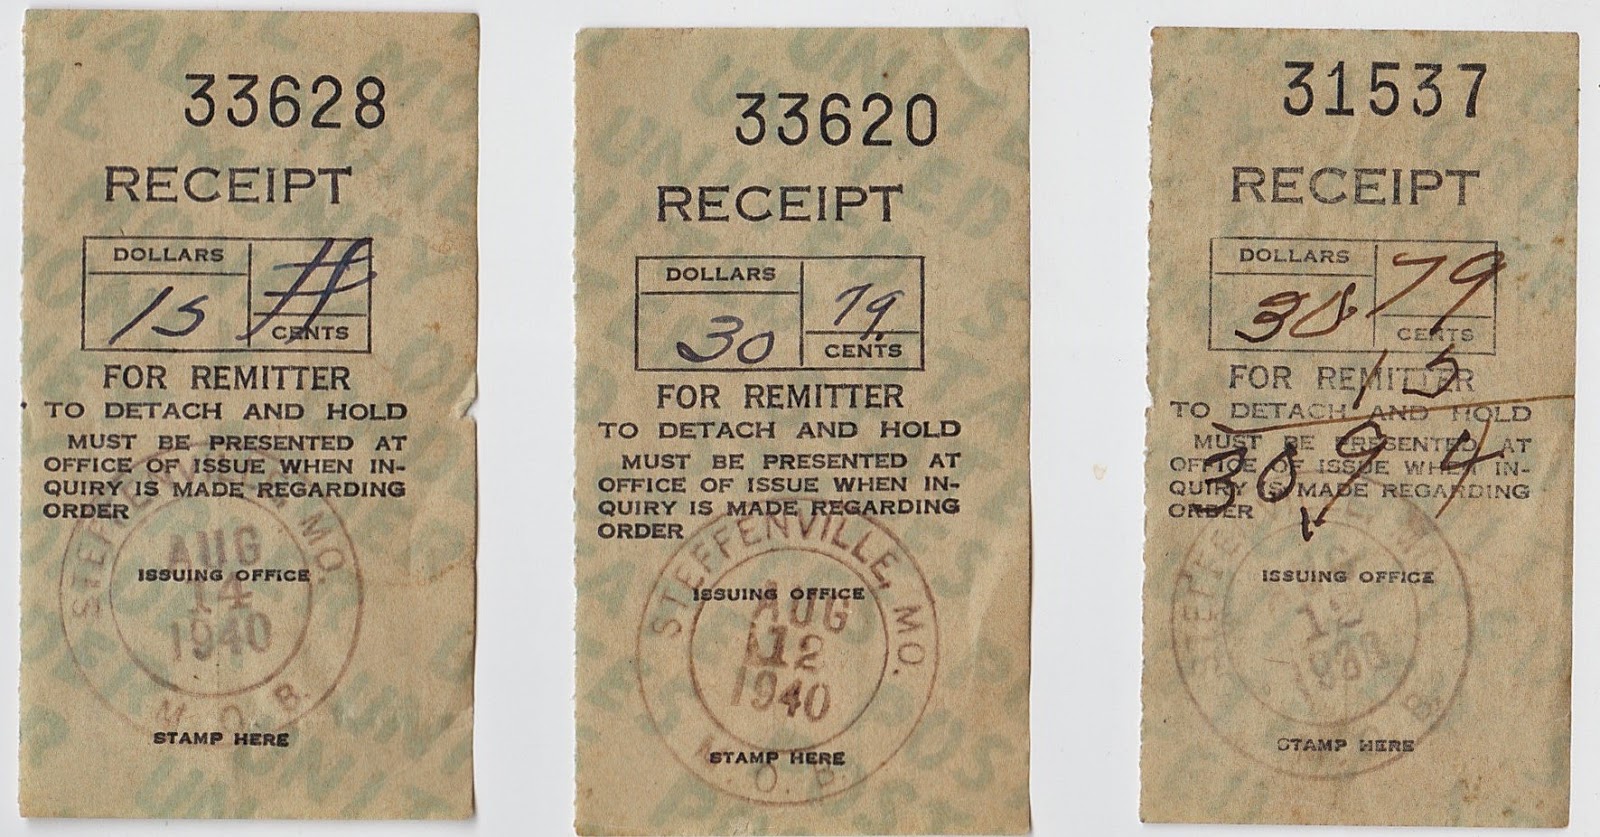 33628
RECEIPT
DOLLARS
15
CENTS
FOR REMITTER
TO DETACH AND HOLD
MUST BE PRESENTED AT
OFFICE OF ISSUE WHEN IN-
QUIRY IS MADE REGARDING
ORDER
STEFFENVILLE, MO.
AUG
14
1940
ISSUING OFFICE
M. O. B.
STAMP HERE
33620
RECEIPT
DOLLARS
30
79
CENTS
FOR REMITTER
TO DETACH AND HOLD
MUST BE PRESENTED AT
OFFICE OF ISSUE WHEN IN-
QUIRY IS MADE REGARDING
ORDER
STEFFENVILLE, MO.
ISSUING OFFICE
AUG
12
1940
M. O. B.
STAMP HERE
31537
RECEIPT
DOLLARS
30
79
CENTS
15
FOR REMITTER
TO DETACH AND HOLD
3094
MUST BE PRESENTED AT
OFFICE OF ISSUE WHEN IN-
QUIRY IS MADE REGARDING
ORDER
ISSUING OFFICE
12
STAMP HERE